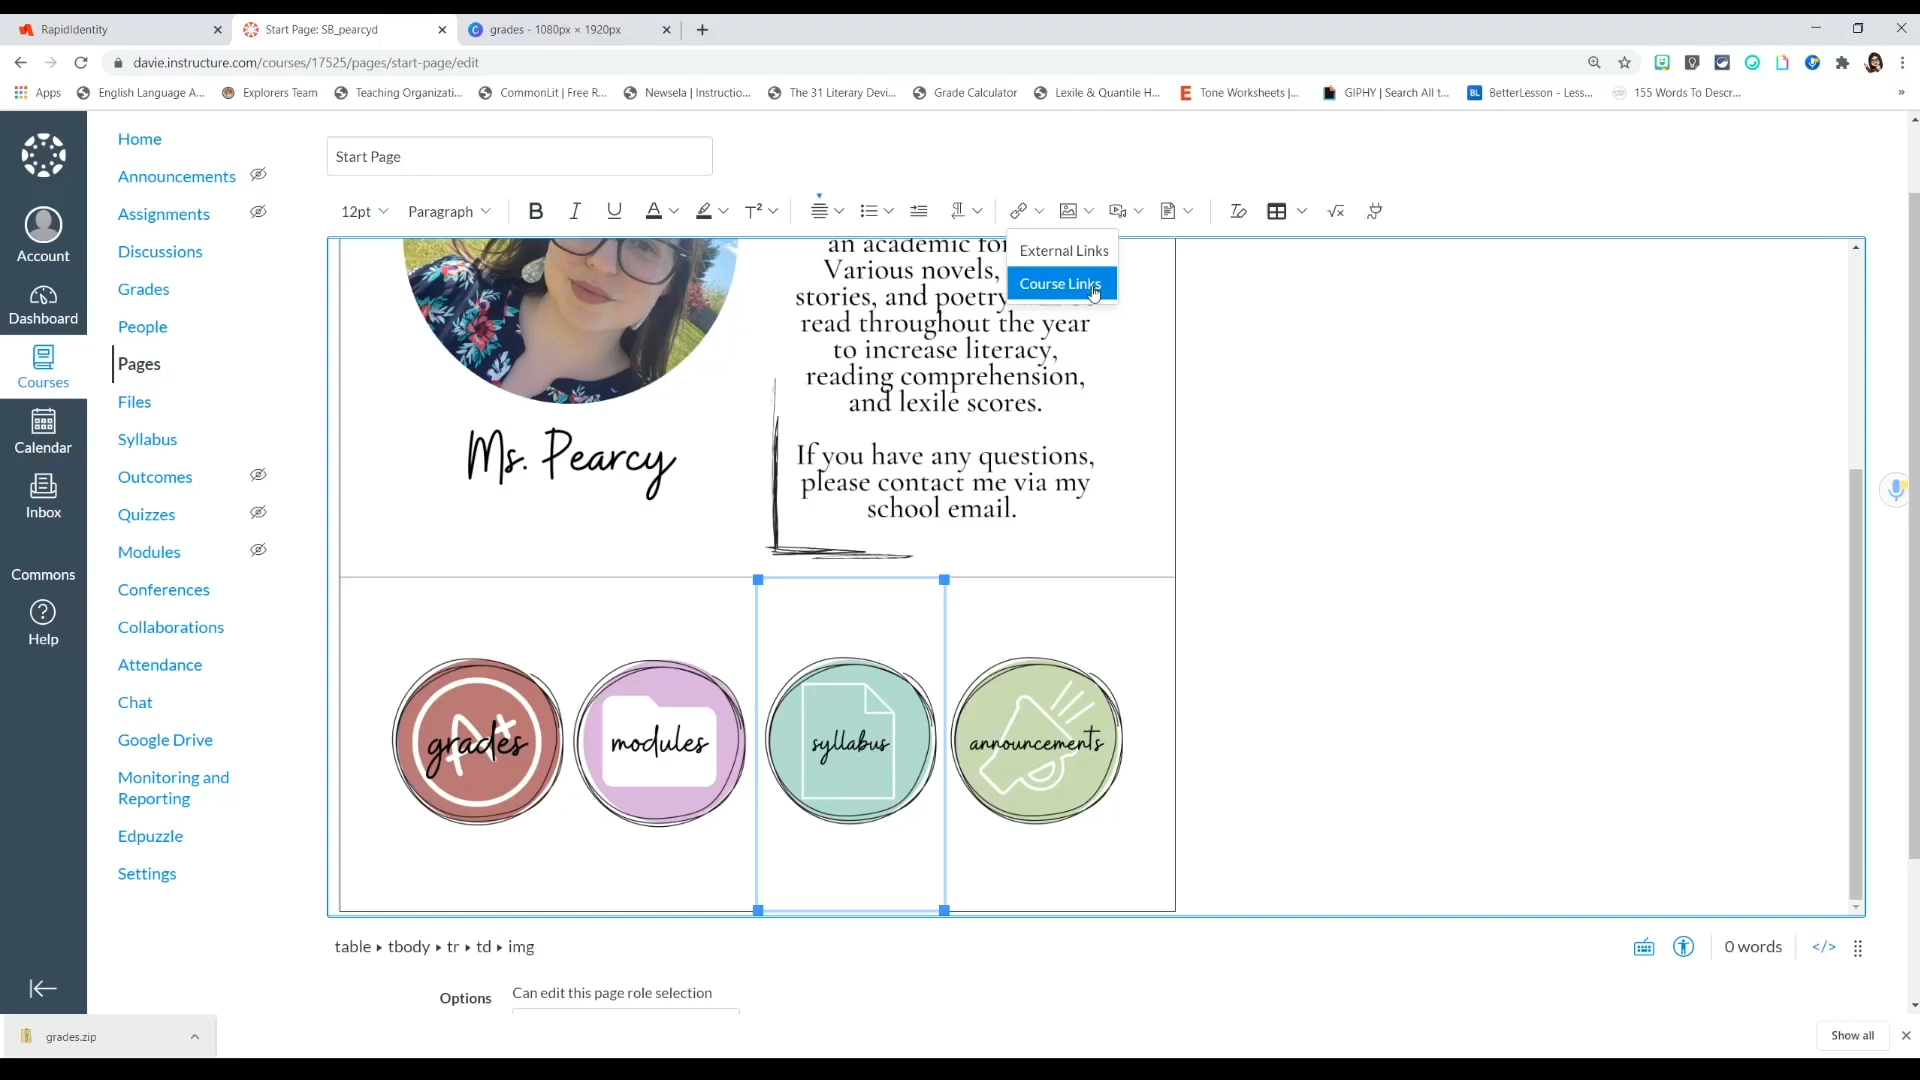 RapidIdentity
Start Page: SB_pearcyd
grades - 1080px × 1920px
davie.instructure.com/courses/17525/pages/start-page/edit
Apps
English Language A...
Explorers Team
Teaching Organizati...
CommonLit | Free R...
Newsela | Instructio...
The 31 Literary Devi...
Grade Calculator
Lexile & Quantile H...
Tone Worksheets |...
GIPHY | Search All t...
BL BetterLesson - Less...
155 Words To Descr...
»
Account
Dashboard
Courses
Calendar
Inbox
Commons
Help
Home
Announcements
Assignments
Discussions
Grades
People
Pages
Files
Syllabus
Outcomes
Quizzes
Modules
Conferences
Collaborations
Attendance
Chat
Google Drive
Monitoring and
Reporting
Edpuzzle
Settings
Start Page
12pt
Paragraph
External Links
Course Links
an academic
Various novels,
stories, and poetry
read throughout the year
to increase literacy,
reading comprehension,
and lexile scores.
If you have any questions,
please contact me via my
school email.
Ms. Pearcy
A+ grades
modules
syllabus
announcements
table ▸ tbody ▸ tr ▸ td ▸ img
0 words
</>
Options
Can edit this page role selection
grades.zip
Show all